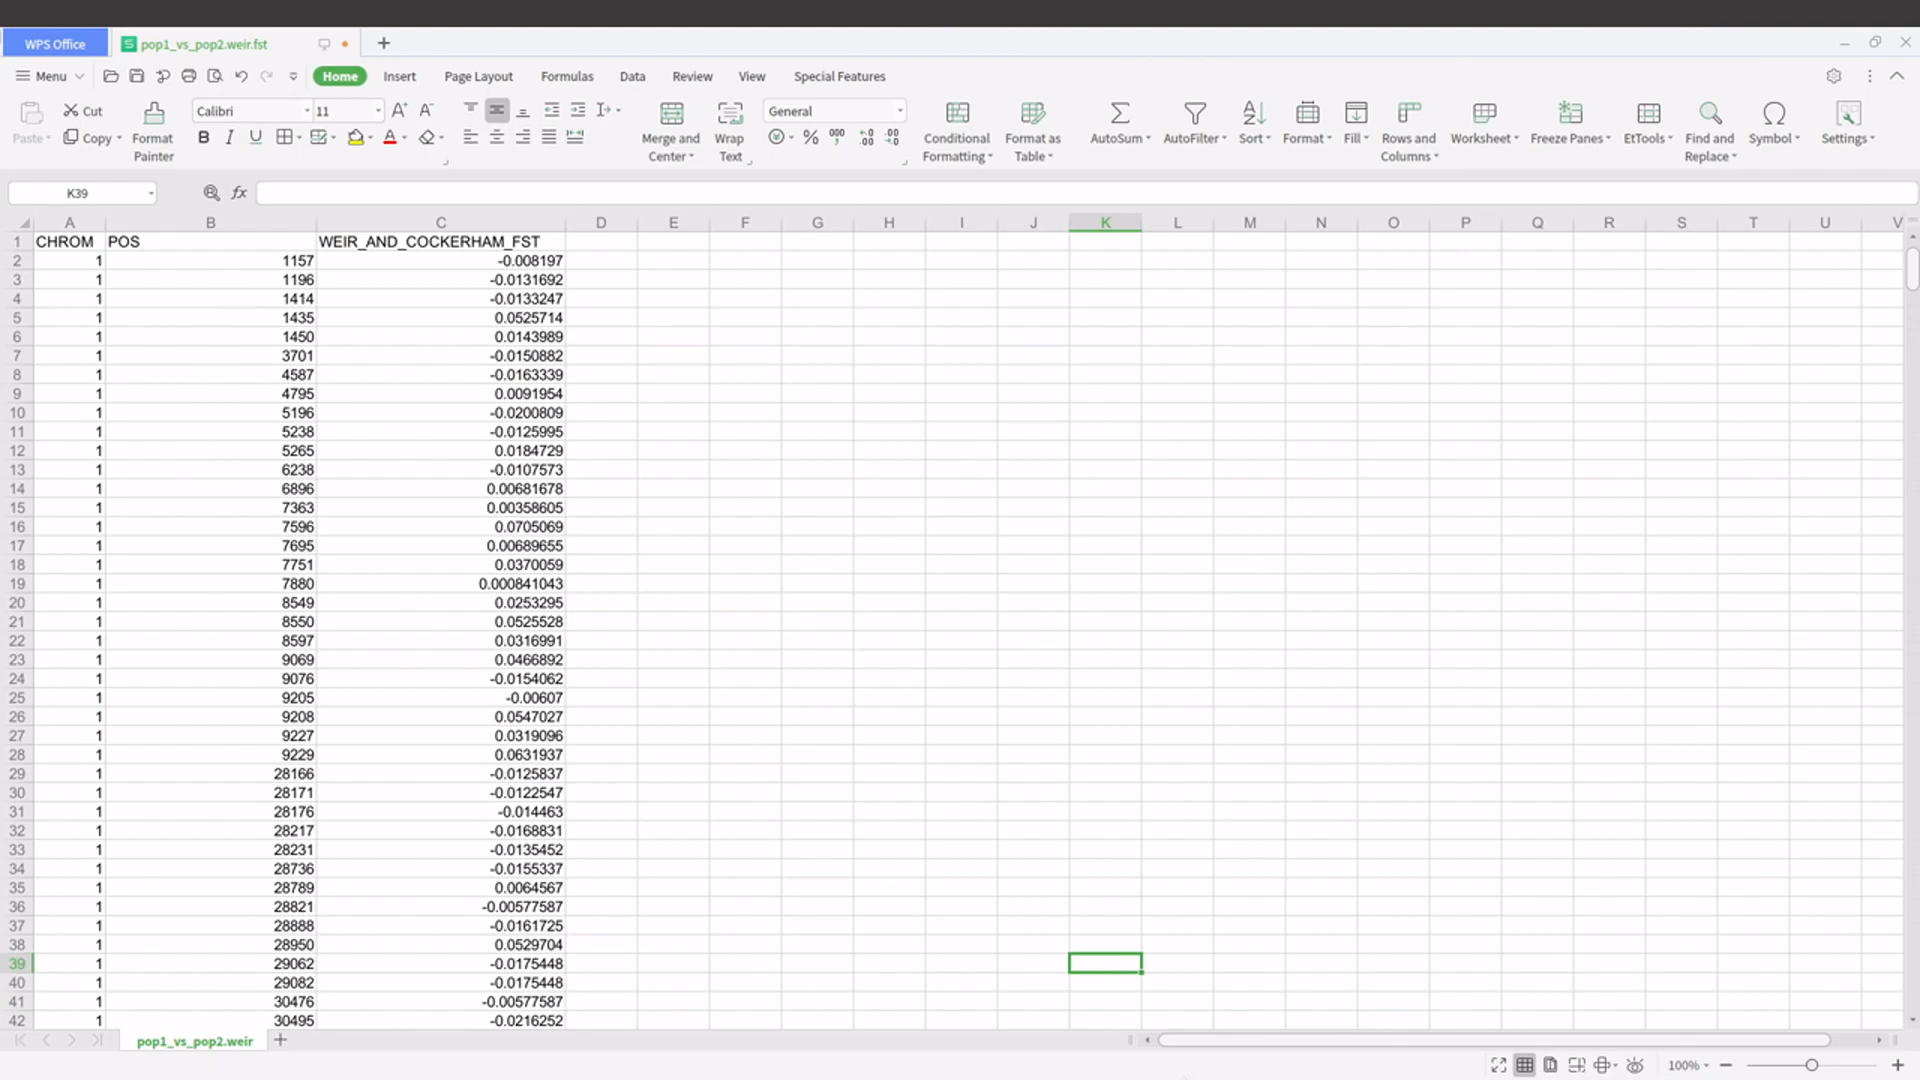 WPS Office pop1_vs_pop2.weir.fst
Menu Home Insert Page Layout Formulas Data Review View Special Features
Paste Cut Copy Format Painter Calibri 11 Merge and Center Wrap Text General Conditional Formatting Format as Table AutoSum AutoFilter Sort Format Fill Rows and Columns Worksheet Freeze Panes EtTools Find and Replace Symbol Settings
K39 fx
A B C D E F G H I J K L M N O P Q R S T U V
1 CHROM POS WEIR_AND_COCKERHAM_FST
2 1 1157 -0.008197
3 1 1196 -0.0131692
4 1 1414 -0.0133247
5 1 1435 0.0525714
6 1 1450 0.0143989
7 1 3701 -0.0150882
8 1 4587 -0.0163339
9 1 4795 0.0091954
10 1 5196 -0.0200809
11 1 5238 -0.0125995
12 1 5265 0.0184729
13 1 6238 -0.0107573
14 1 6896 0.00681678
15 1 7363 0.00358605
16 1 7596 0.0705069
17 1 7695 0.00689655
18 1 7751 0.0370059
19 1 7880 0.000841043
20 1 8549 0.0253295
21 1 8550 0.0525528
22 1 8597 0.0316991
23 1 9069 0.0466892
24 1 9076 -0.0154062
25 1 9205 -0.00607
26 1 9208 0.0547027
27 1 9227 0.0319096
28 1 9229 0.0631937
29 1 28166 -0.0125837
30 1 28171 -0.0122547
31 1 28176 -0.014463
32 1 28217 -0.0168831
33 1 28231 -0.0135452
34 1 28736 -0.0155337
35 1 28789 0.0064567
36 1 28821 -0.00577587
37 1 28888 -0.0161725
38 1 28950 0.0529704
39 1 29062 -0.0175448
40 1 29082 -0.0175448
41 1 30476 -0.00577587
42 1 30495 -0.0216252
pop1_vs_pop2.weir
100%